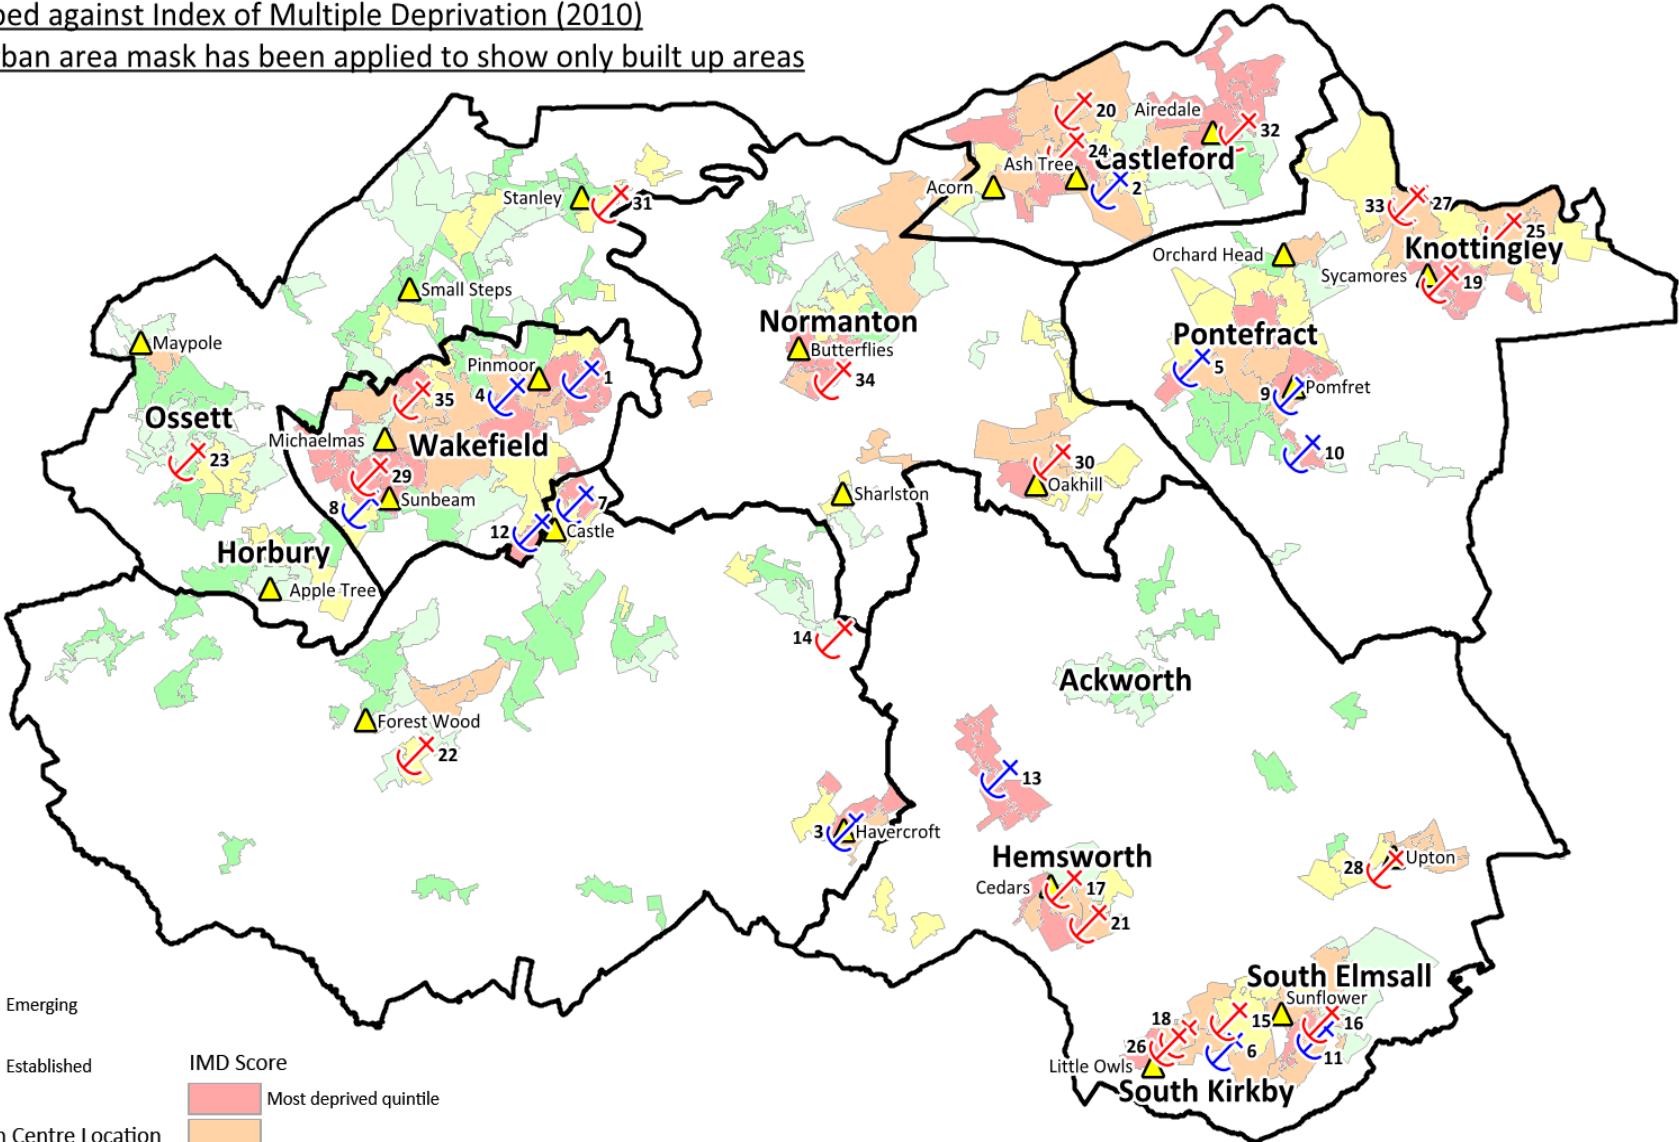 ped against Index of Multiple Deprivation (2010)
ban area mask has been applied to show only built up areas
20
Airedale
32
24
Castleford
Ash Tree
Acorn
2
Stanley
31
33
27
25
Knottingley
Orchard Head
Sycamores
19
Small Steps
Normanton
Pontefract
Maypole
Butterflies
Pinmoor
1
5
34
4
35
9
Pomfret
Ossett
Michaelmas
Wakefield
10
23
30
29
Oakhill
Sunbeam
Sharlston
8
7
12
Castle
Horbury
Apple Tree
14
Ackworth
Forest Wood
22
13
3
Havercroft
Hemsworth
28
Upton
Cedars
17
21
South Elmsall
Sunflower
18
15
16
26
6
11
Little Owls
South Kirkby
Emerging
Established
IMD Score
Most deprived quintile
Centre Location